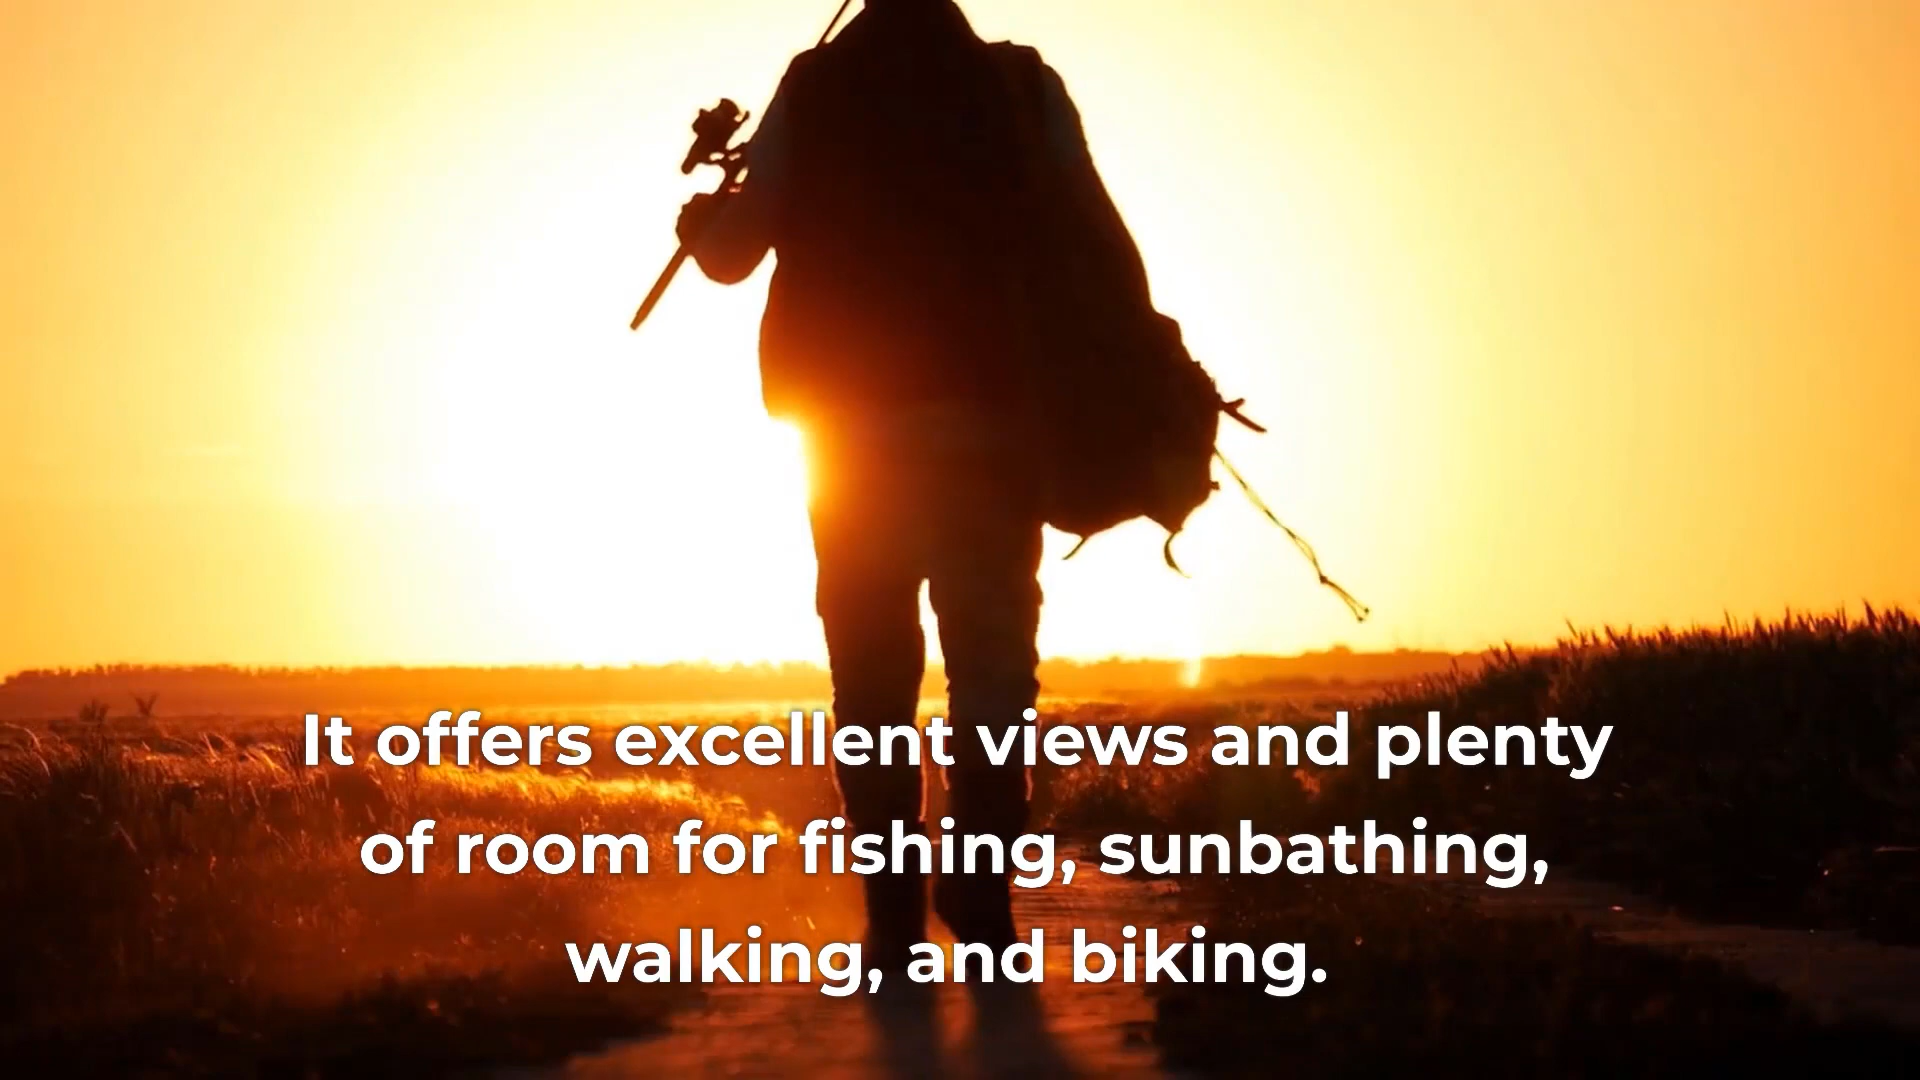 It offers excellent views and plenty
of room for fishing, sunbathing,
walking, and biking.